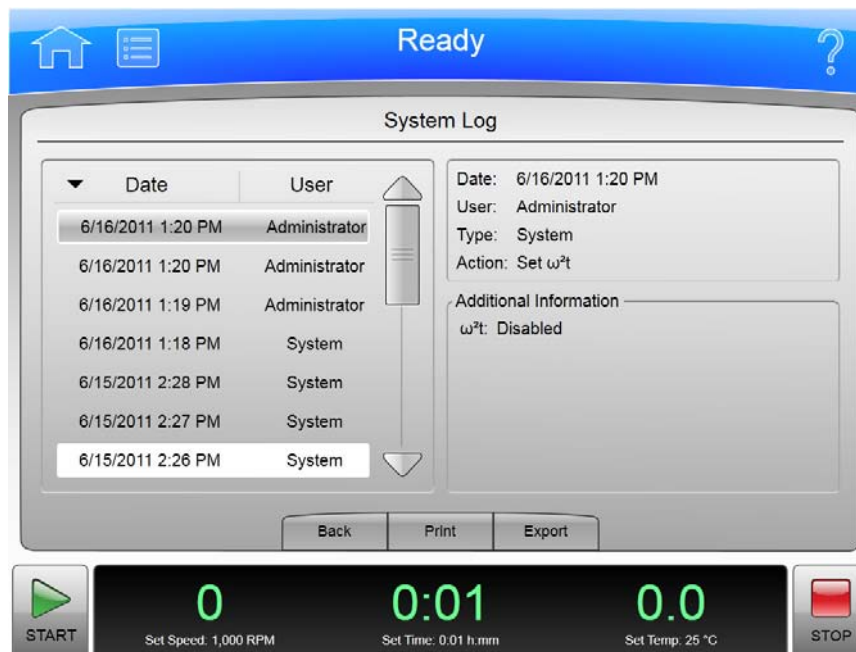 Ready
?
System Log
Date User
6/16/2011 1:20 PM Administrator
6/16/2011 1:20 PM Administrator
6/16/2011 1:19 PM Administrator
6/16/2011 1:18 PM System
6/15/2011 2:28 PM System
6/15/2011 2:27 PM System
6/15/2011 2:26 PM System
Date: 6/16/2011 1:20 PM
User: Administrator
Type: System
Action: Set ω²t
Additional Information
ω²t: Disabled
Back Print Export
START
0
Set Speed: 1,000 RPM
0:01
Set Time: 0:01 h:mm
0.0
Set Temp: 25 °C
STOP